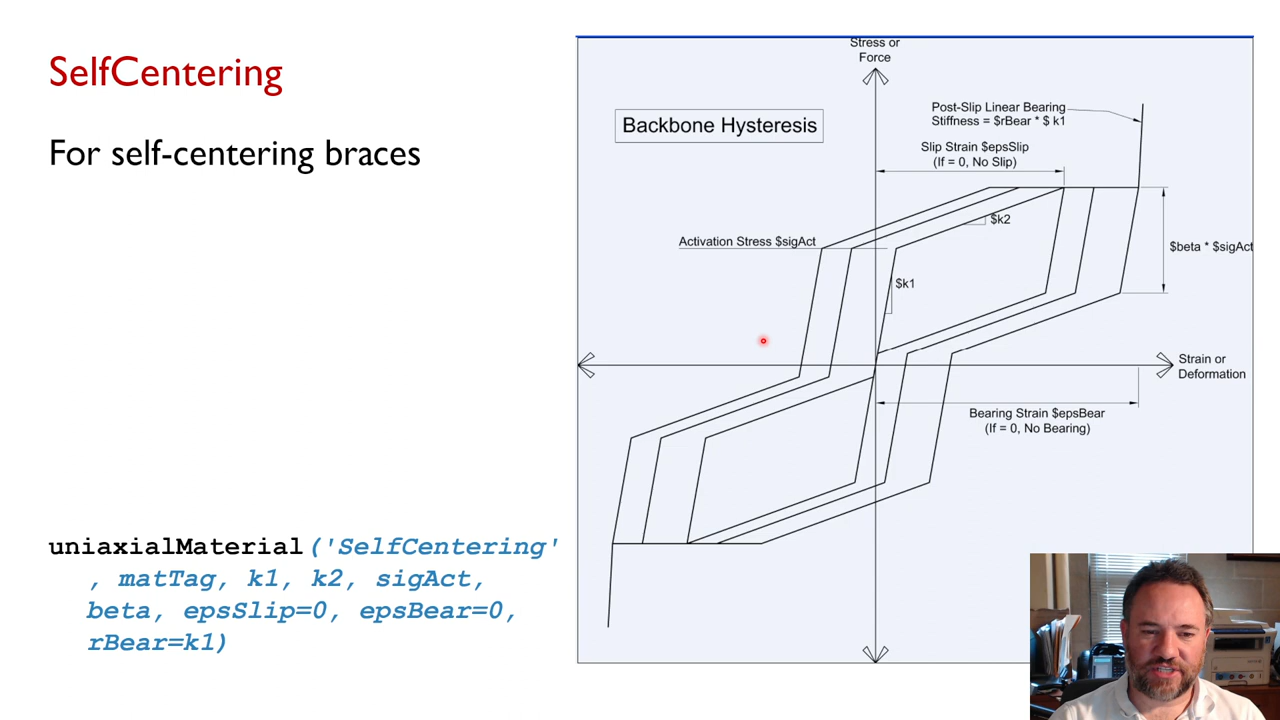 SelfCentering
For self-centering braces
uniaxialMaterial('SelfCentering'
, matTag, k1, k2, sigAct,
beta, epsSlip=0, epsBear=0,
rBear=k1)
Stress or
Force
Backbone Hysteresis
Post-Slip Linear Bearing
Stiffness = $rBear * $ k1
Slip Strain $epsSlip
(If = 0, No Slip)
$k2
Activation Stress $sigAct
$beta * $sigAct
$k1
Strain or
Deformation
Bearing Strain $epsBear
(If = 0, No Bearing)